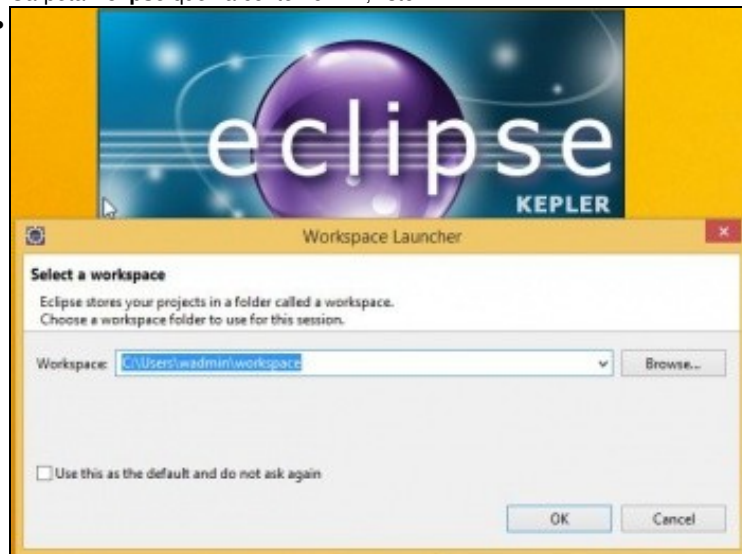 eclipse
KEPLER
Workspace Launcher
Select a workspace
Eclipse stores your projects in a folder called a workspace.
Choose a workspace folder to use for this session.
Workspace: C:\Users\wadmin\workspace Browse...
Use this as the default and do not ask again
OK Cancel